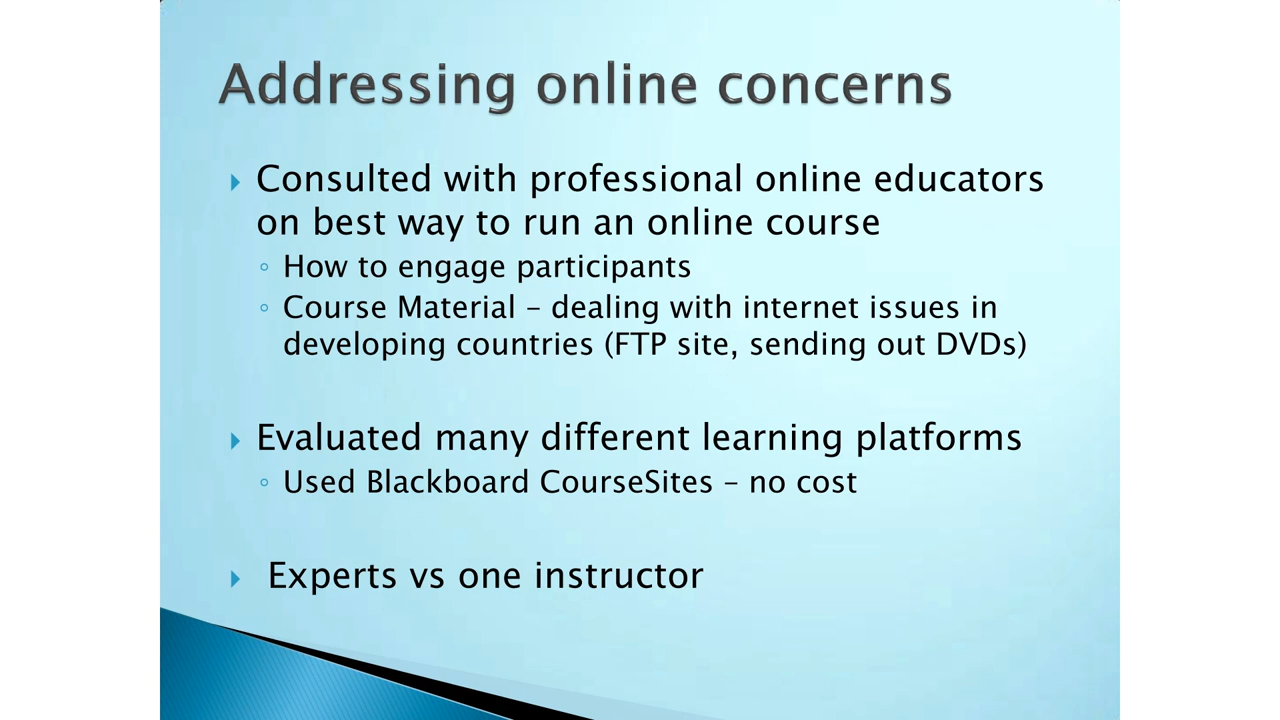 Addressing online concerns
Consulted with professional online educators
on best way to run an online course
How to engage participants
Course Material – dealing with internet issues in
developing countries (FTP site, sending out DVDs)
Evaluated many different learning platforms
Used Blackboard CourseSites – no cost
Experts vs one instructor